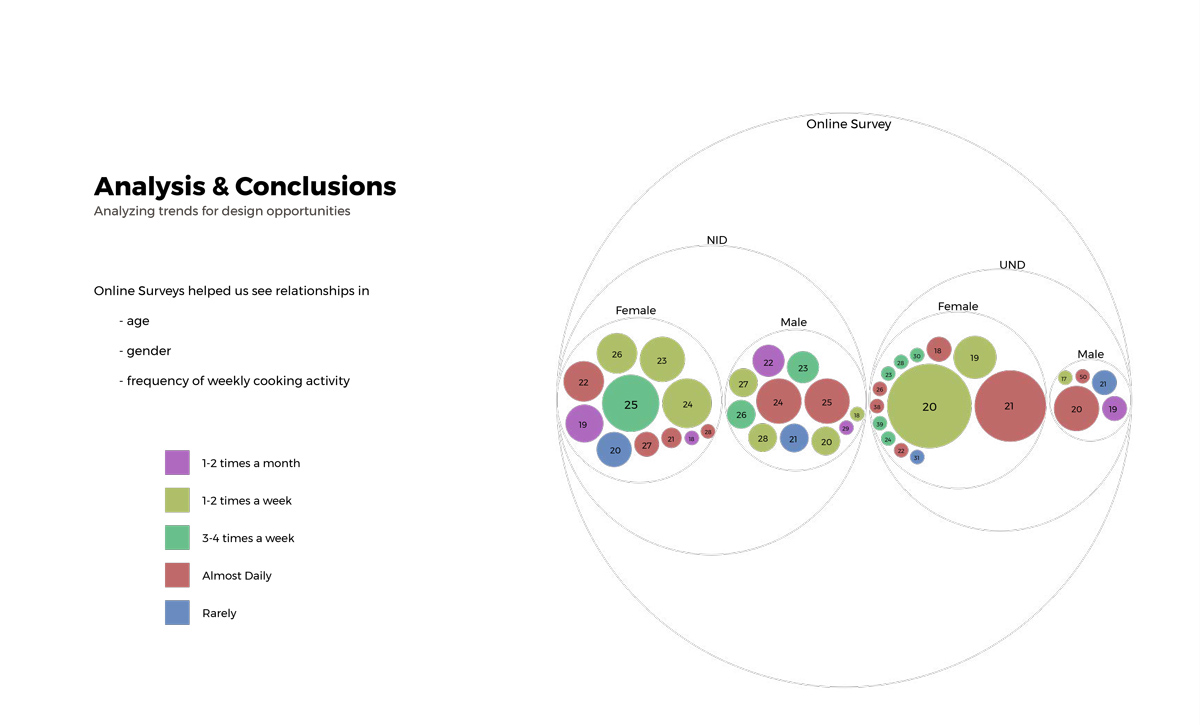 Analysis & Conclusions
Analyzing trends for design opportunities
Online Surveys helped us see relationships in
- age
- gender
- frequency of weekly cooking activity
1-2 times a month
1-2 times a week
3-4 times a week
Almost Daily
Rarely
Online Survey
NID
Female
26
23
22
25
24
19
20
27
21
18
28
Male
22
23
27
24
25
26
18
29
28
21
20
UND
Female
18
19
30
28
23
26
38
20
21
39
24
22
31
Male
17
50
21
20
19